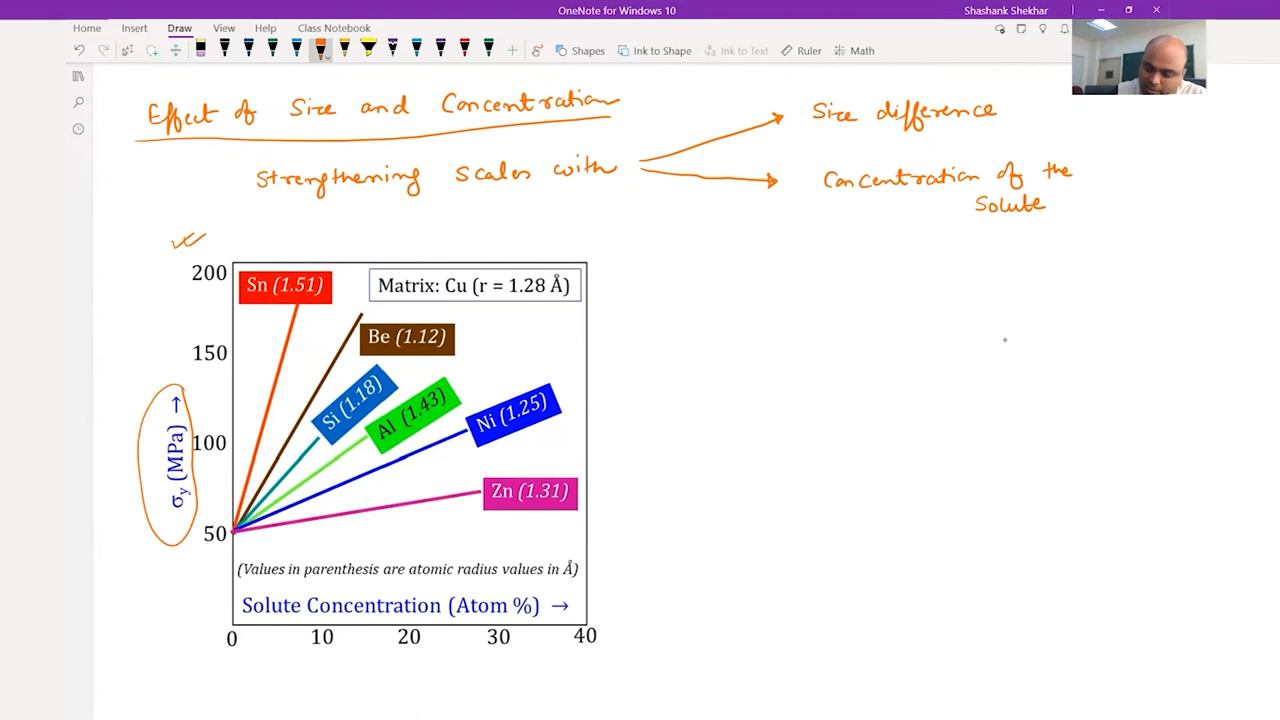 OneNote for Windows 10
Shashank Shekhar
Home Insert Draw View Help Class Notebook
Shapes Ink to Shape Ink to Text Ruler Math
Effect of Size and Concentration
Strengthening Scales with
Size difference
Concentration of the
Solute
200
150
100
50
σy (MPa) →
Sn (1.51)
Matrix: Cu (r = 1.28 Å)
Be (1.12)
Si (1.18)
Al (1.43)
Ni (1.25)
Zn (1.31)
(Values in parenthesis are atomic radius values in Å)
Solute Concentration (Atom %) →
0 10 20 30 40